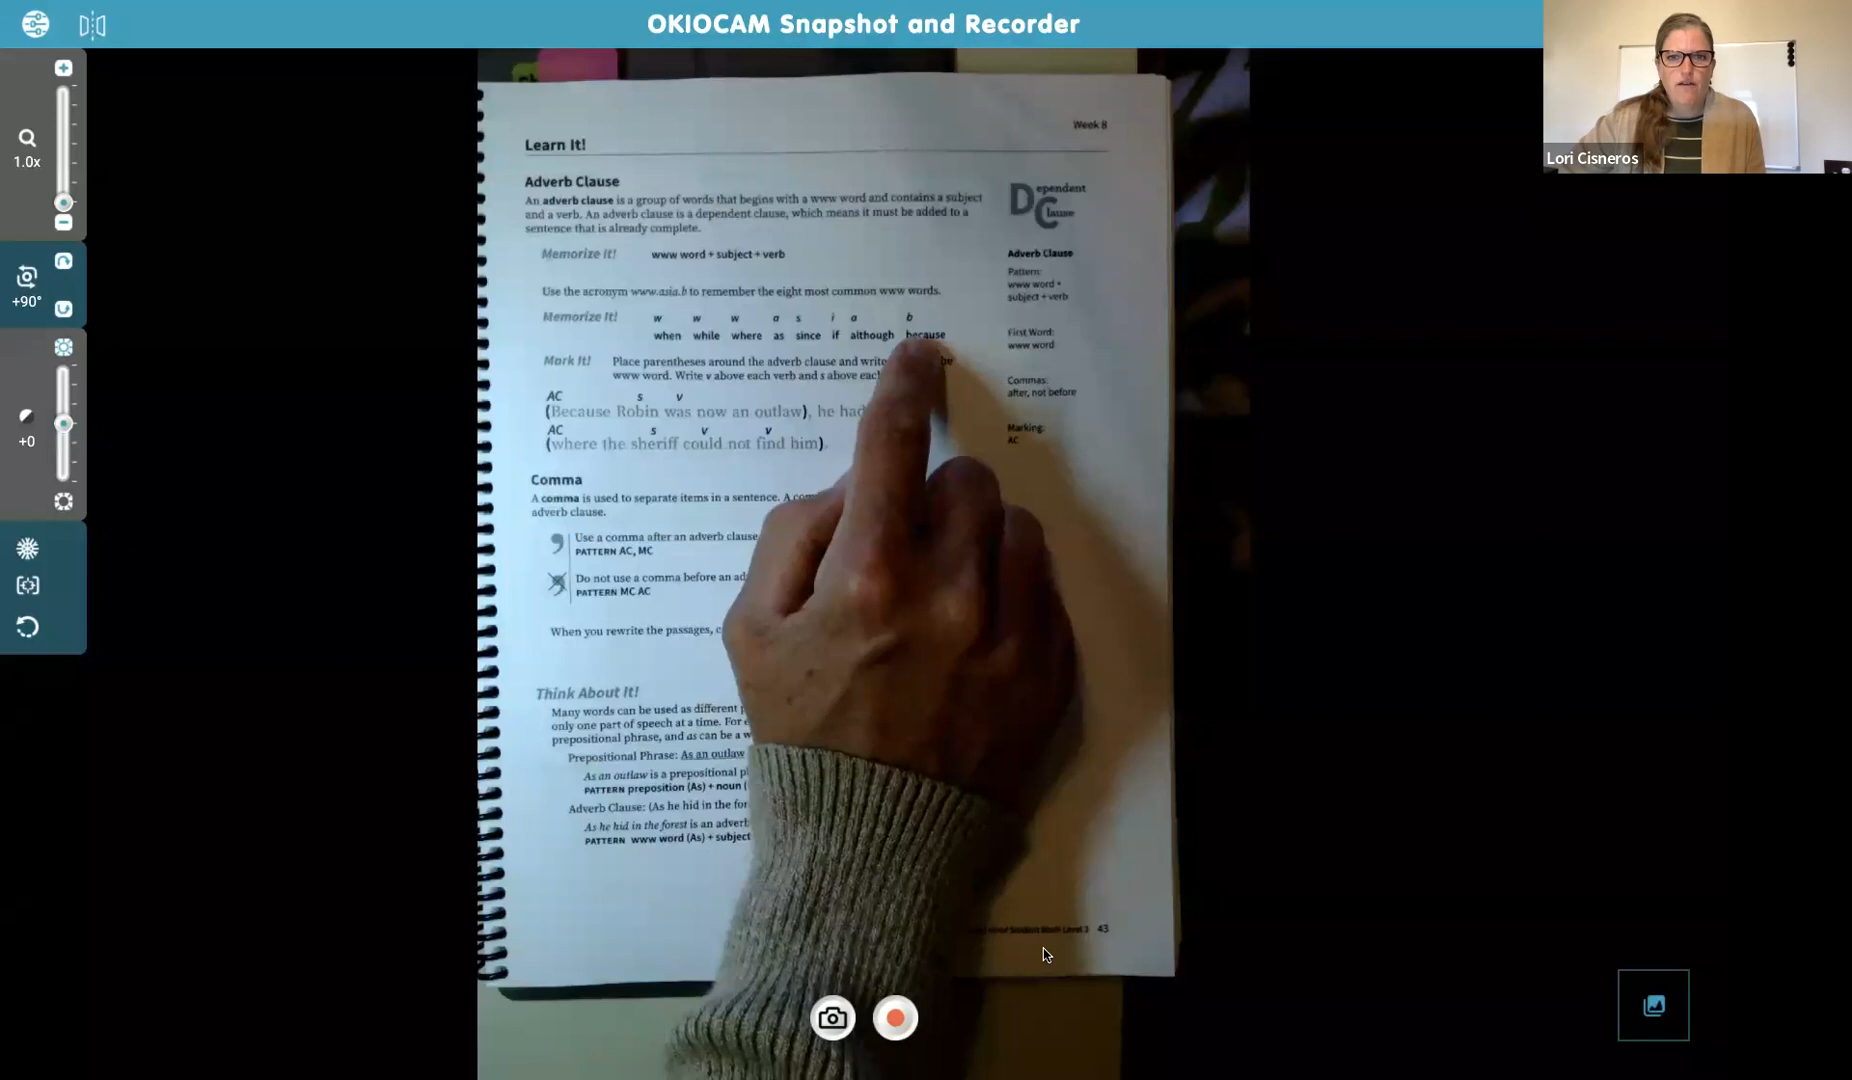 OKIOCAM Snapshot and Recorder
1.0x
+90°
+0
Lori Cisneros
Week 8
Learn It!
Adverb Clause
An adverb clause is a group of words that begins with a www word and contains a subject
and a verb. An adverb clause is a dependent clause, which means it must be added to a
sentence that is already complete.
Memorize It! www word + subject + verb
Use the acronym www.asia.b to remember the eight most common www words.
Memorize It! w w w a s i a b
when while where as since if although because
Mark It! Place parentheses around the adverb clause and write
www word. Write v above each verb and s above
AC s v
(Because Robin was now an outlaw), he had
AC s v v
(where the sheriff could not find him).
Comma
A comma is used to separate items in a sentence. A
adverb clause.
Use a comma after an adverb clause
PATTERN AC, MC
Do not use a comma before an
PATTERN MC AC
When you rewrite the passages,
Think About It!
Many words can be used as different
only one part of speech at a time. For
prepositional phrase, and as can be a
Prepositional Phrase: As an outlaw
As an outlaw is a prepositional
PATTERN preposition (As) + noun
Adverb Clause: (As he hid in the
As he hid in the forest is an
PATTERN www word (As) + subject
Dependent
Clause
Adverb Clause
Pattern:
www word +
subject + verb
First Word:
www word
Commas:
after, not before
Marking:
AC
Student Book Level 3 43